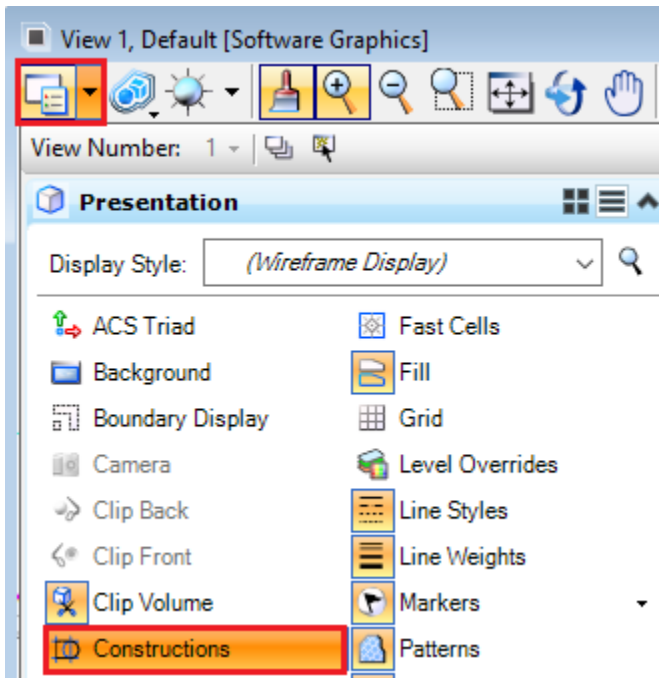 View 1, Default [Software Graphics]
View Number: 1
Presentation
Display Style: (Wireframe Display)
ACS Triad Fast Cells
Background Fill
Boundary Display Grid
Camera Level Overrides
Clip Back Line Styles
Clip Front Line Weights
Clip Volume Markers
Constructions Patterns